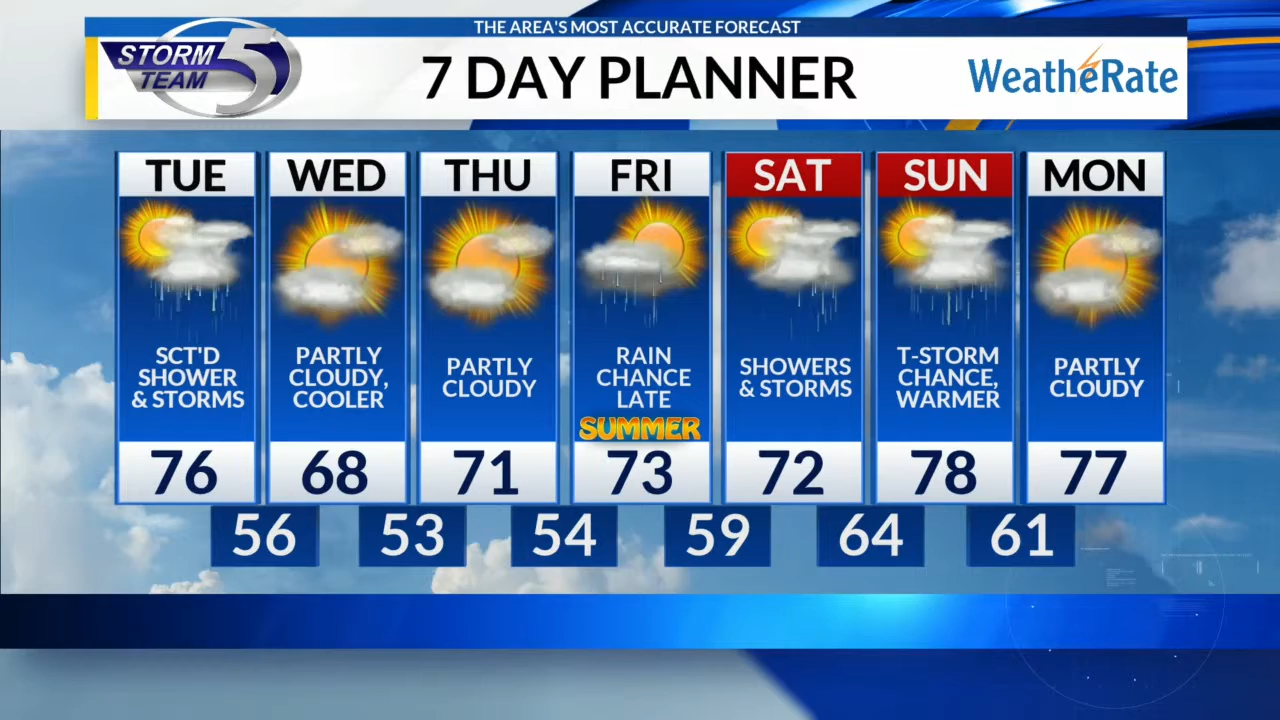 THE AREA'S MOST ACCURATE FORECAST
STORM
TEAM
5
7 DAY PLANNER
WeatheRate
TUE
WED
THU
FRI
SAT
SUN
MON
SCT'D
SHOWER
& STORMS
PARTLY
CLOUDY,
COOLER
PARTLY
CLOUDY
RAIN
CHANCE
LATE
SUMMER
SHOWERS
& STORMS
T-STORM
CHANCE,
WARMER
PARTLY
CLOUDY
76
68
71
73
72
78
77
56
53
54
59
64
61